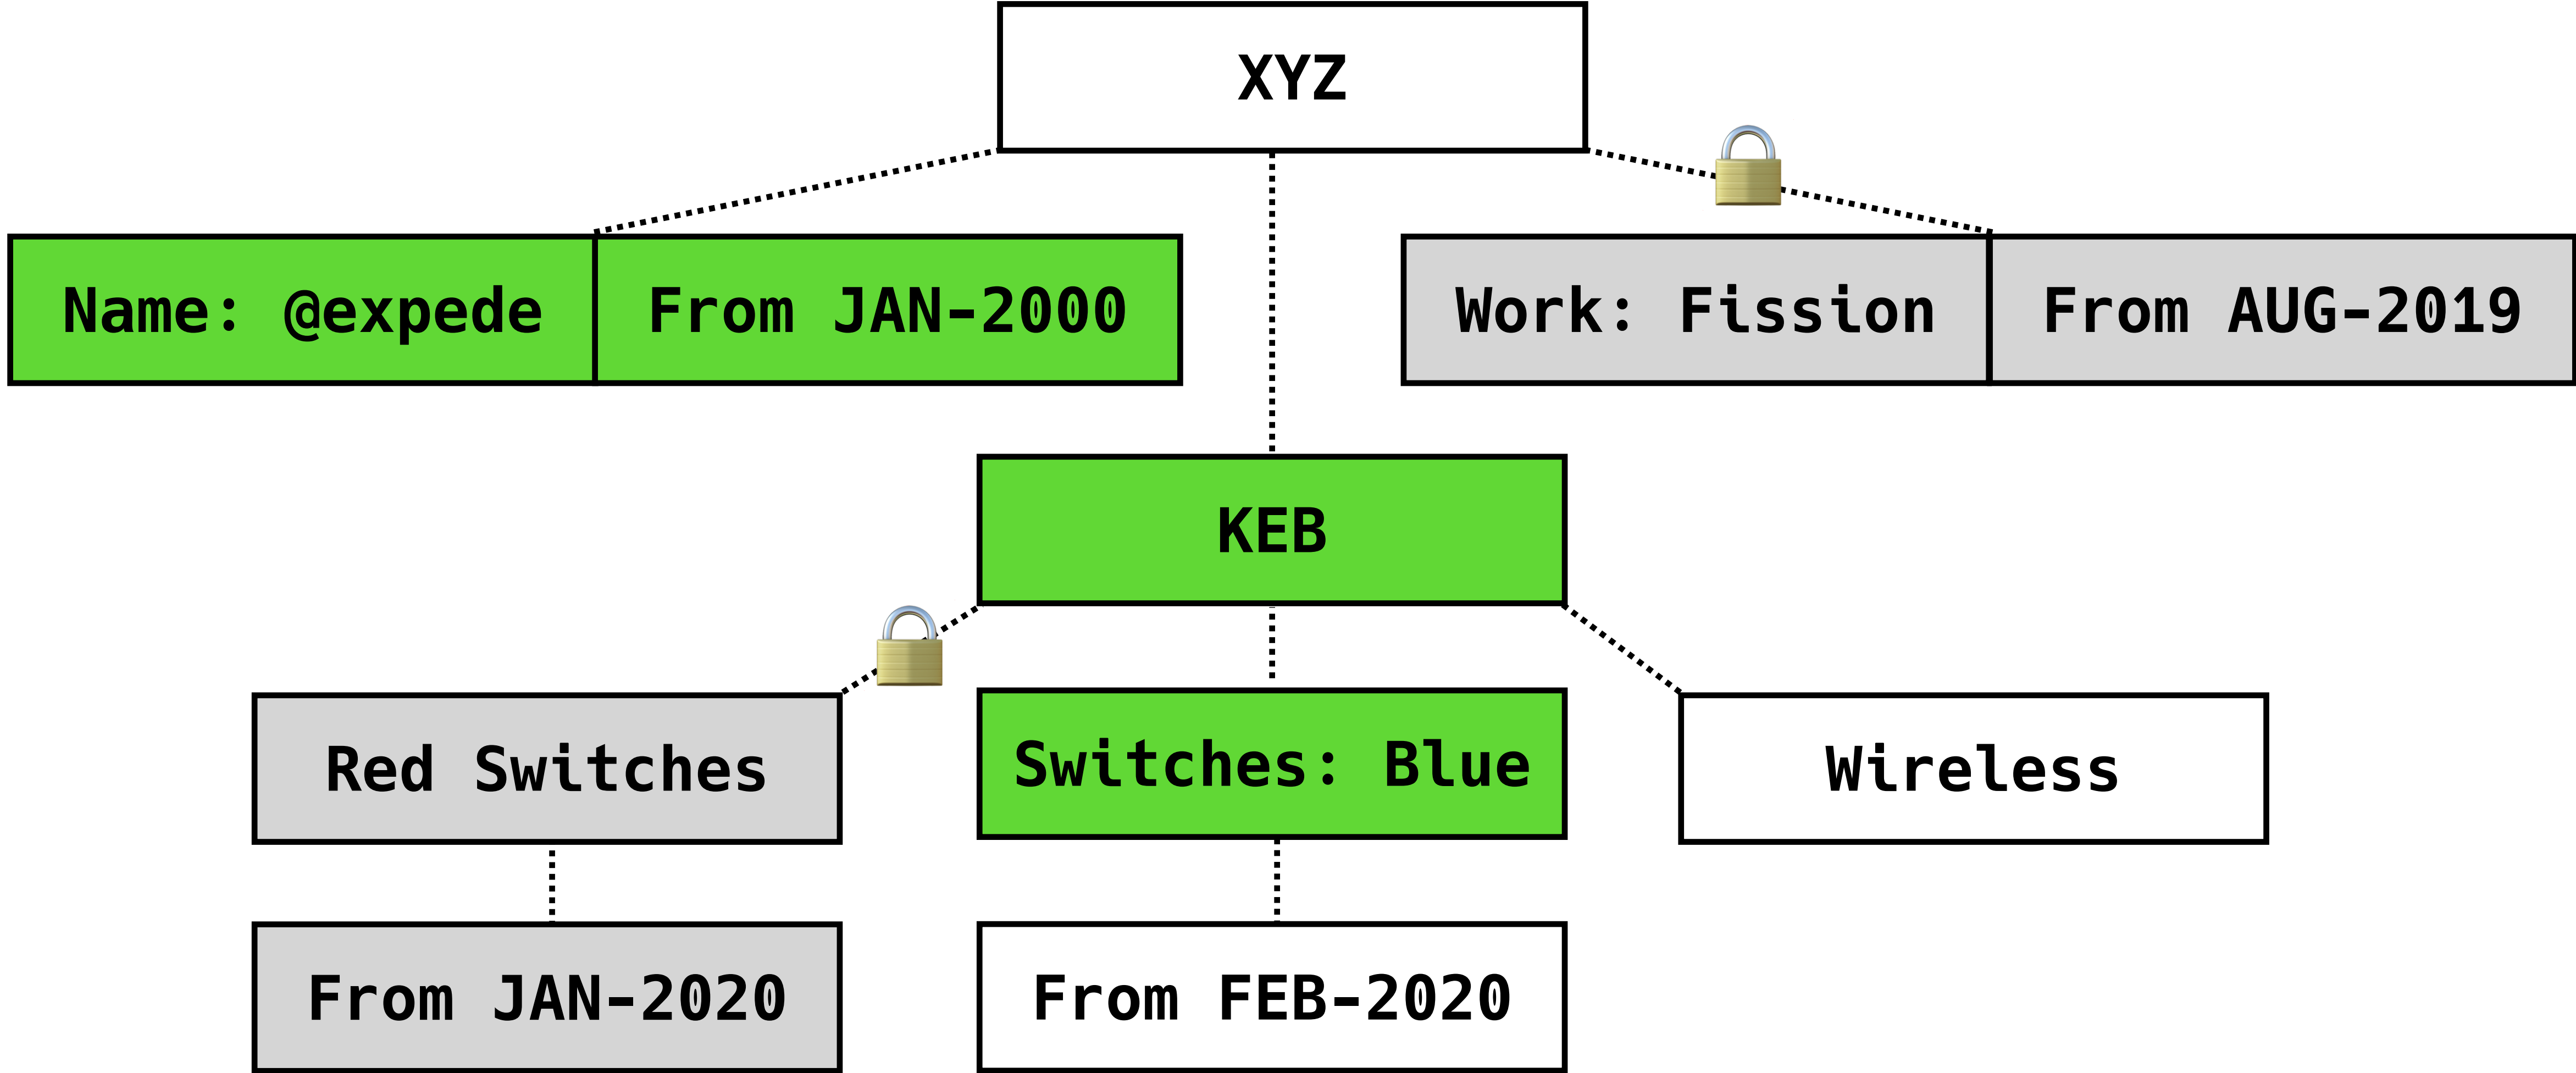 XYZ
Name: @expede
From JAN-2000
Work: Fission
From AUG-2019
KEB
Red Switches
Switches: Blue
Wireless
From JAN-2020
From FEB-2020